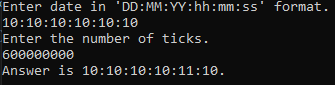 Enter date in 'DD:MM:YY:hh:mm:ss' format.
10:10:10:10:10:10
Enter the number of ticks.
600000000
Answer is 10:10:10:10:11:10.